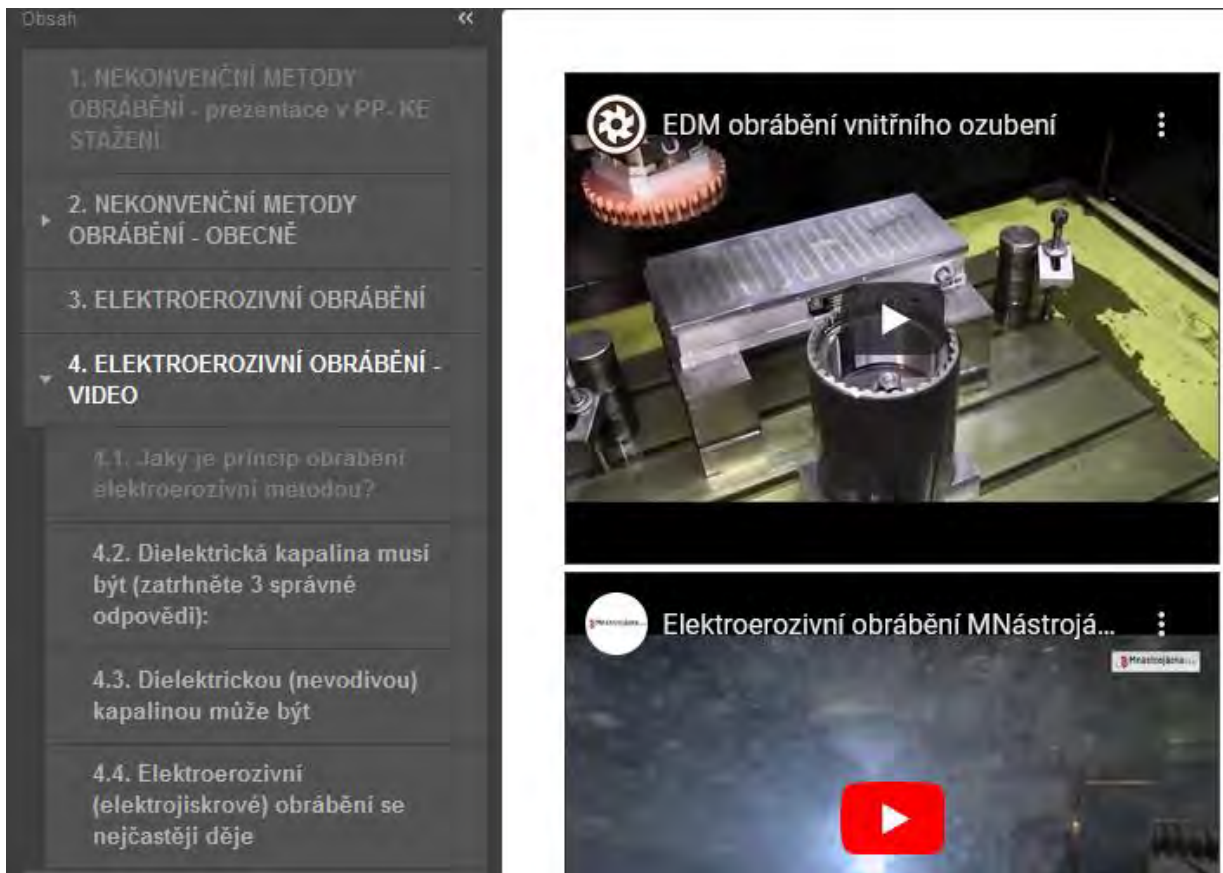 Obsah
«
1. NEKONVENČNÍ METODY
OBRÁBĚNÍ - prezentace v PP- KE
STAŽENÍ
2. NEKONVENČNÍ METODY
OBRÁBĚNÍ - OBECNĚ
3. ELEKTROEROZIVNÍ OBRÁBĚNÍ
4. ELEKTROEROZIVNÍ OBRÁBĚNÍ -
VIDEO
4.1. Jaký je princip obrábění
elektroerozivní metodou?
4.2. Dielektrická kapalina musí
být (zatrhněte 3 správné
odpovědi):
4.3. Dielektrickou (nevodivou)
kapalinou může být
4.4. Elektroerozivní
(elektrojiskrové) obrábění se
nejčastěji děje
EDM obrábění vnitřního ozubení
Elektroerozivní obrábění MNástrojá...
MNástrojárna